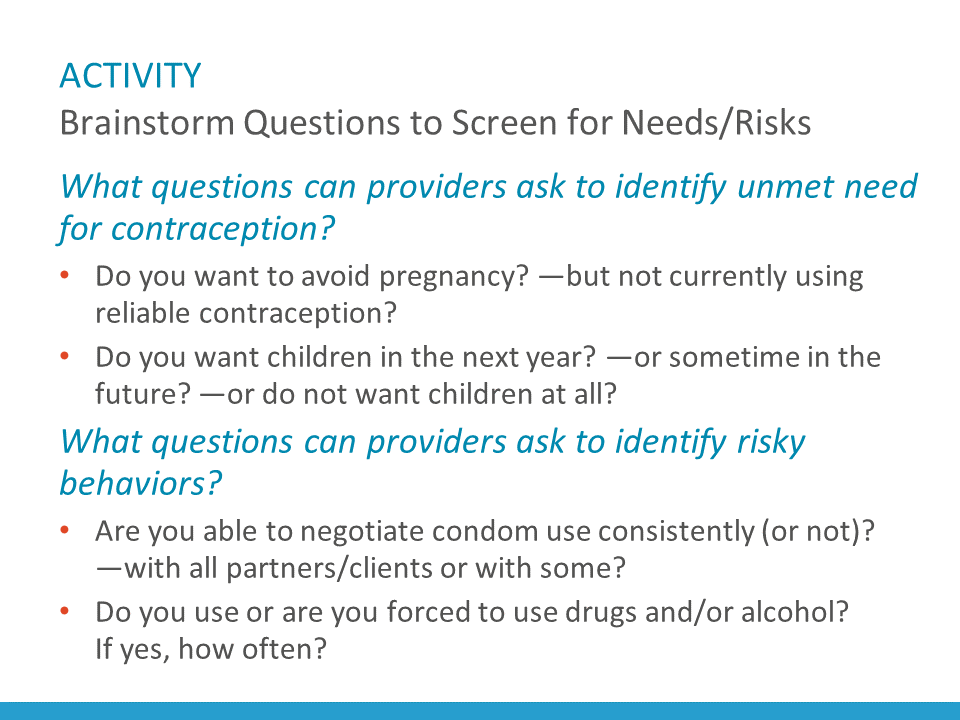 ACTIVITY
Brainstorm Questions to Screen for Needs/Risks
What questions can providers ask to identify unmet need
for contraception?
• Do you want to avoid pregnancy? —but not currently using
reliable contraception?
• Do you want children in the next year? —or sometime in the
future? —or do not want children at all?
What questions can providers ask to identify risky
behaviors?
• Are you able to negotiate condom use consistently (or not)?
—with all partners/clients or with some?
• Do you use or are you forced to use drugs and/or alcohol?
If yes, how often?